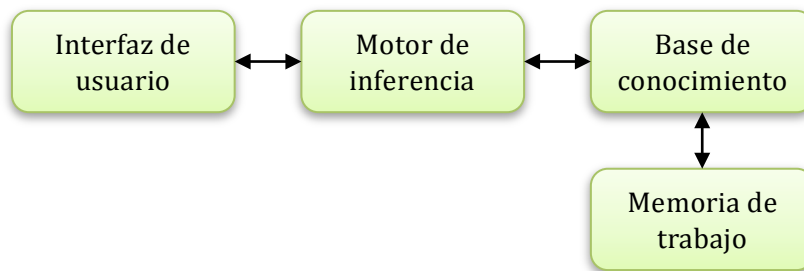 Interfaz de
usuario
Motor de
inferencia
Base de
conocimiento
Memoria de
trabajo